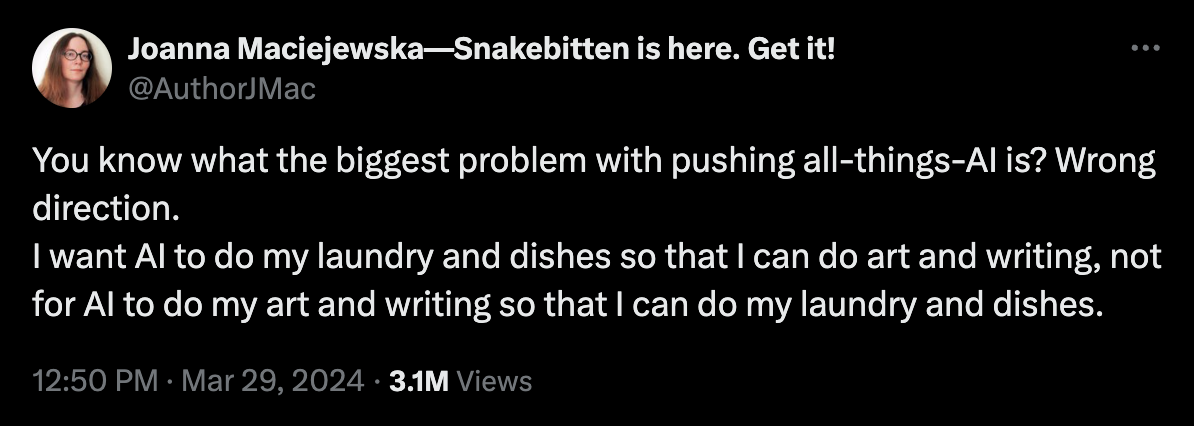 Joanna Maciejewska—Snakebitten is here. Get it!
@AuthorJMac
You know what the biggest problem with pushing all-things-AI is? Wrong
direction.
I want AI to do my laundry and dishes so that I can do art and writing, not
for AI to do my art and writing so that I can do my laundry and dishes.
12:50 PM · Mar 29, 2024 · 3.1M Views